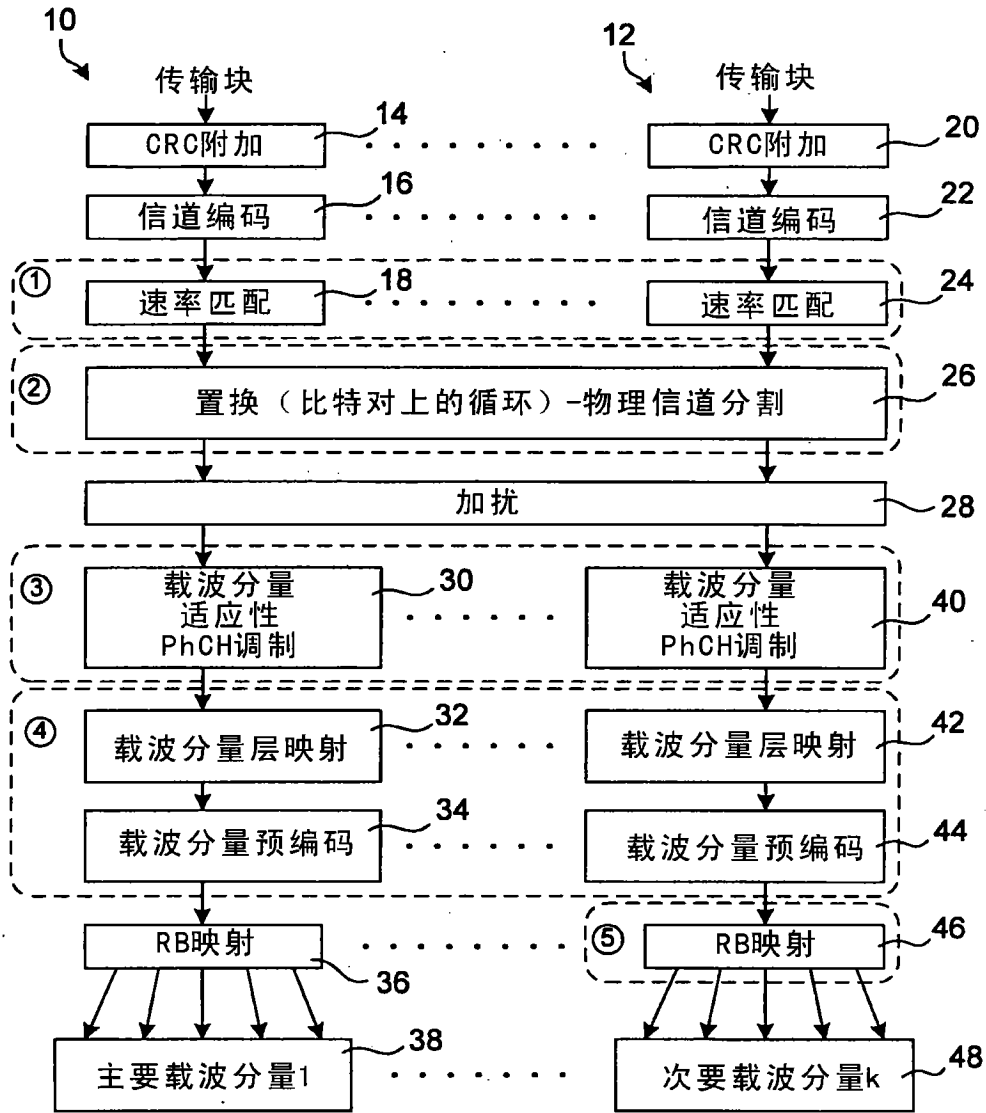 10
12
传输块
传输块
CRC附加
14
CRC附加
20
信道编码
16
信道编码
22
①
速率匹配
18
速率匹配
24
②
置换（比特对上的循环）-物理信道分割
26
加扰
28
③
载波分量
适应性
PhCH调制
30
载波分量
适应性
PhCH调制
40
④
载波分量层映射
32
载波分量层映射
42
载波分量预编码
34
载波分量预编码
44
RB映射
36
⑤
RB映射
46
主要载波分量1
38
次要载波分量k
48